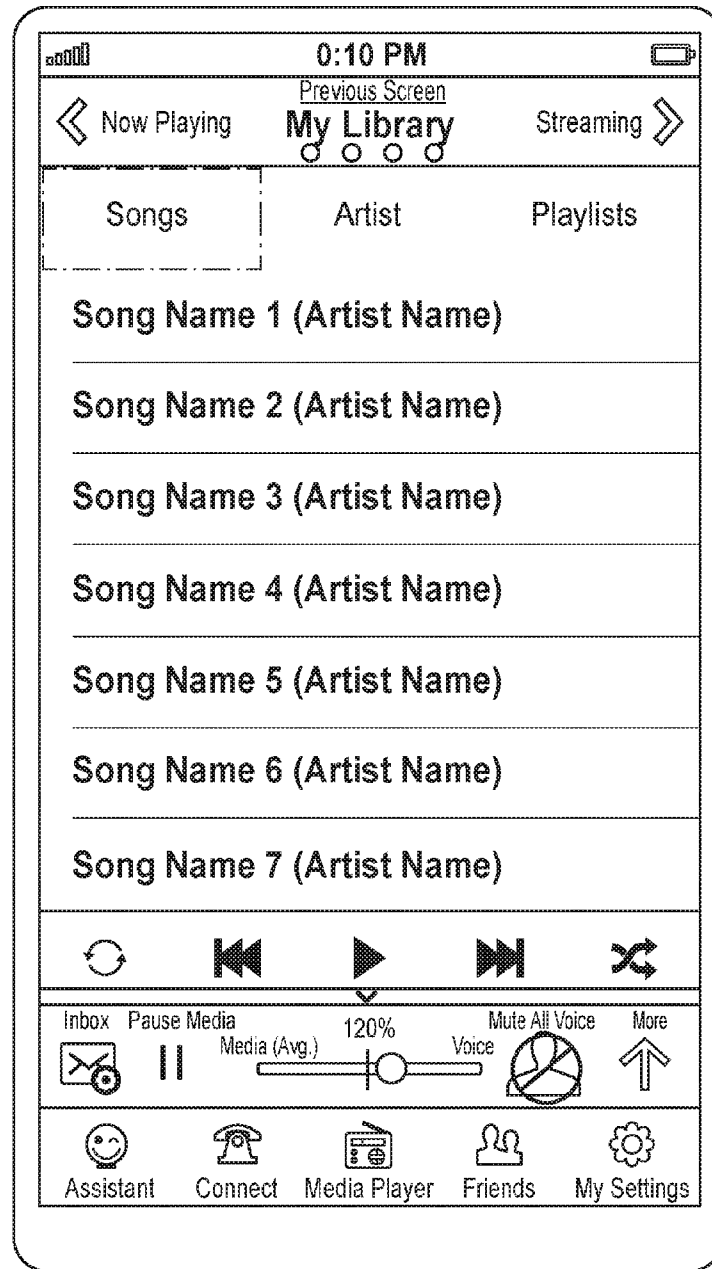 0:10 PM
Previous Screen
Now Playing My Library Streaming
Songs Artist Playlists
Song Name 1 (Artist Name)
Song Name 2 (Artist Name)
Song Name 3 (Artist Name)
Song Name 4 (Artist Name)
Song Name 5 (Artist Name)
Song Name 6 (Artist Name)
Song Name 7 (Artist Name)
Inbox Pause Media 120% Mute All Voice More
Media (Avg.) Voice
Assistant Connect Media Player Friends My Settings